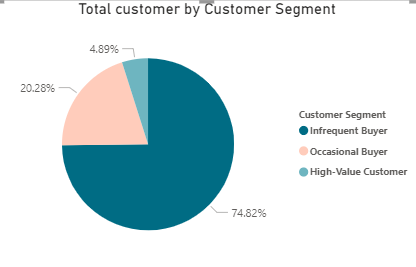 Total customer by Customer Segment
4.89%
20.28%
Customer Segment
Infrequent Buyer
Occasional Buyer
High-Value Customer
74.82%